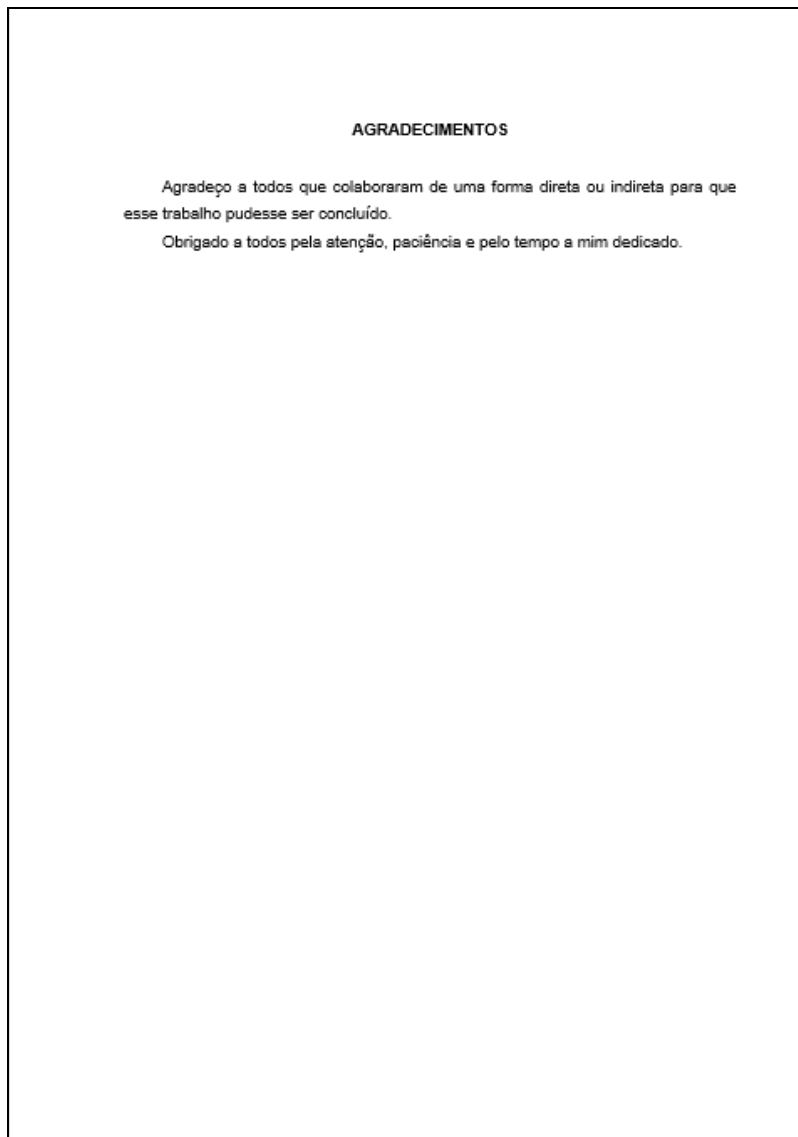 AGRADECIMENTOS
Agradeço a todos que colaboraram de uma forma direta ou indireta para que
esse trabalho pudesse ser concluído.
Obrigado a todos pela atenção, paciência e pelo tempo a mim dedicado.